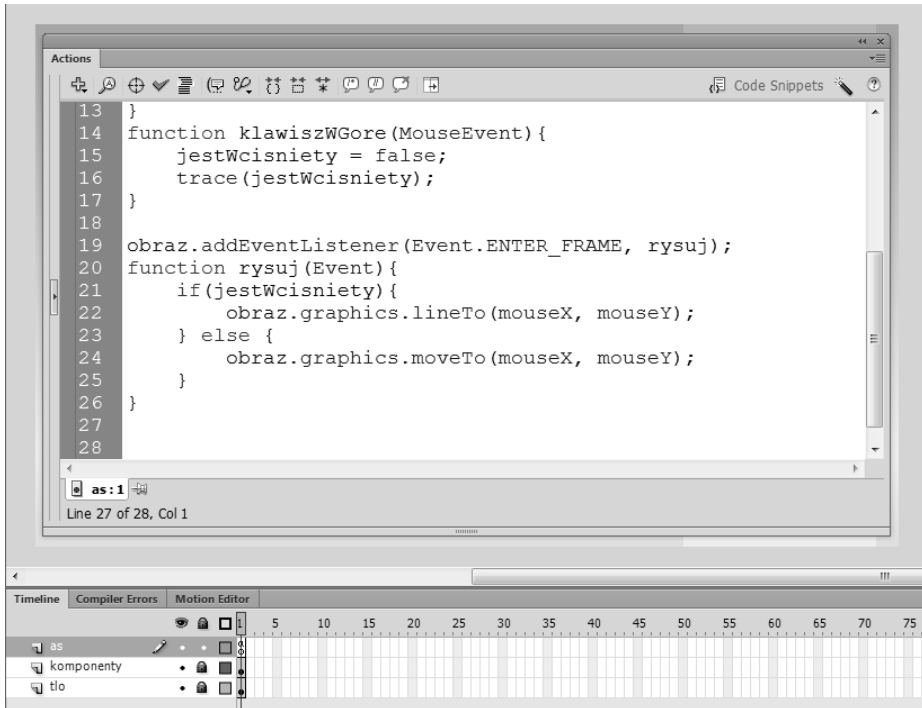 Actions
Code Snippets
13 }
14 function klawiszWGore(MouseEvent){
15     jestWcisniety = false;
16     trace(jestWcisniety);
17 }
18
19 obraz.addEventListener(Event.ENTER_FRAME, rysuj);
20 function rysuj(Event){
21     if(jestWcisniety){
22         obraz.graphics.lineTo(mouseX, mouseY);
23     } else {
24         obraz.graphics.moveTo(mouseX, mouseY);
25     }
26 }
27
28
as:1
Line 27 of 28, Col 1
Timeline Compiler Errors Motion Editor
1 5 10 15 20 25 30 35 40 45 50 55 60 65 70 75
as
komponenty
tlo